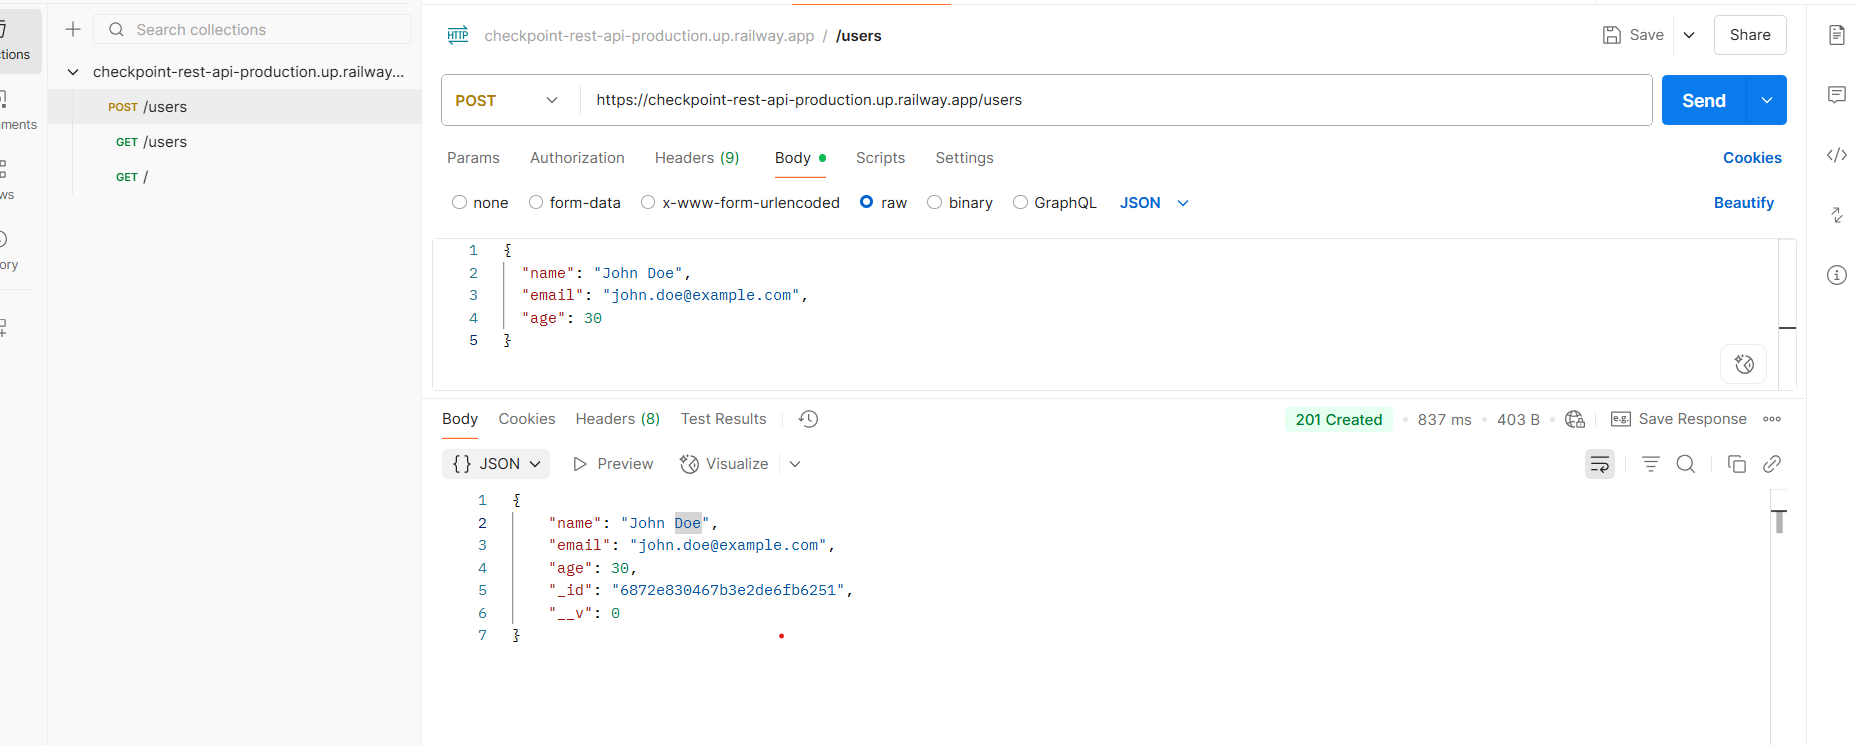 tions
ments
ws
ory
Search collections
checkpoint-rest-api-production.up.railway...
POST /users
GET /users
GET /
HTTP checkpoint-rest-api-production.up.railway.app / /users
Save
Share
POST https://checkpoint-rest-api-production.up.railway.app/users
Send
Params Authorization Headers (9) Body Scripts Settings Cookies
none form-data x-www-form-urlencoded raw binary GraphQL JSON Beautify
1 {
2 "name": "John Doe",
3 "email": "john.doe@example.com",
4 "age": 30
5 }
Body Cookies Headers (8) Test Results 201 Created 837 ms 403 B e.g. Save Response
{} JSON Preview Visualize
1 {
2 "name": "John Doe",
3 "email": "john.doe@example.com",
4 "age": 30,
5 "_id": "6872e830467b3e2de6fb6251",
6 "__v": 0
7 }